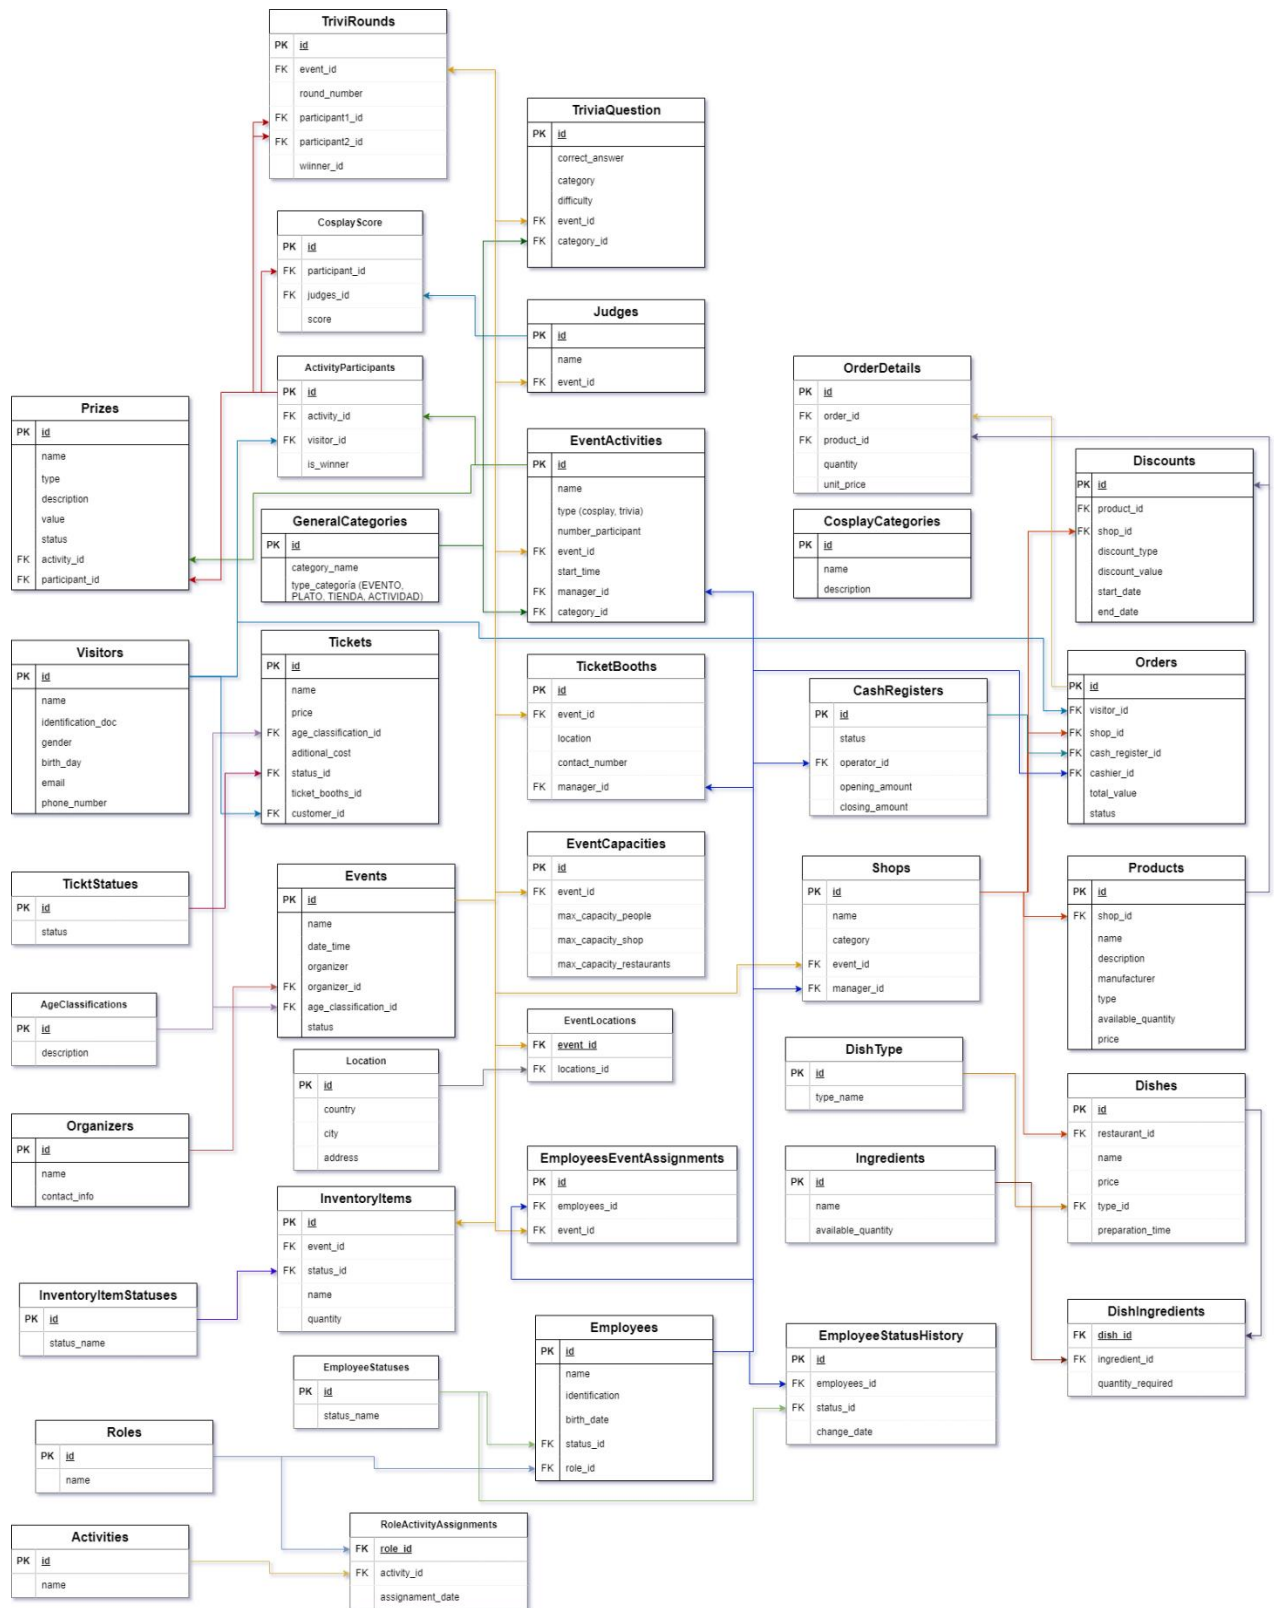 TriviRounds
PK id
FK event_id
round_number
FK participant1_id
FK participant2_id
wiinner_id
TriviaQuestion
PK id
correct_answer
category
difficulty
FK event_id
FK category_id
CosplayScore
PK id
FK participant_id
FK judges_id
score
Judges
PK id
name
FK event_id
ActivityParticipants
PK id
FK activity_id
FK visitor_id
is_winner
OrderDetails
PK id
FK order_id
FK product_id
quantity
unit_price
Prizes
PK id
name
type
description
value
status
FK activity_id
FK participant_id
EventActivities
PK id
name
type (cosplay, trivia)
number_participant
FK event_id
start_time
FK manager_id
FK category_id
Discounts
PK id
FK product_id
FK shop_id
discount_type
discount_value
start_date
end_date
GeneralCategories
PK id
category_name
type_categoría (EVENTO,
PLATO, TIENDA, ACTIVIDAD)
CosplayCategories
PK id
name
description
Visitors
PK id
name
identification_doc
gender
birth_day
email
phone_number
Tickets
PK id
name
price
FK age_classification_id
aditional_cost
FK status_id
ticket_booths_id
FK customer_id
TicketBooths
PK id
FK event_id
location
contact_number
FK manager_id
CashRegisters
PK id
status
FK operator_id
opening_amount
closing_amount
Orders
PK id
FK visitor_id
FK shop_id
FK cash_register_id
FK cashier_id
total_value
status
TicktStatues
PK id
status
Events
PK id
name
date_time
organizer
FK organizer_id
FK age_classification_id
status
EventCapacities
PK id
FK event_id
max_capacity_people
max_capacity_shop
max_capacity_restaurants
Shops
PK id
name
category
FK event_id
FK manager_id
Products
PK id
FK shop_id
name
description
manufacturer
type
available_quantity
price
AgeClassifications
PK id
description
EventLocations
FK event_id
FK locations_id
Location
PK id
country
city
address
DishType
PK id
type_name
Dishes
PK id
FK restaurant_id
name
price
FK type_id
preparation_time
Organizers
PK id
name
contact_info
EmployeesEventAssignments
PK id
FK employees_id
FK event_id
Ingredients
PK id
name
available_quantity
InventoryItems
PK id
FK event_id
FK status_id
name
quantity
InventoryItemStatuses
PK id
status_name
DishIngredients
FK dish_id
FK ingredient_id
quantity_required
Employees
PK id
name
identification
birth_date
FK status_id
FK role_id
EmployeeStatusHistory
PK id
FK employees_id
FK status_id
change_date
EmployeeStatuses
PK id
status_name
Roles
PK id
name
Activities
PK id
name
RoleActivityAssignments
FK role_id
FK activity_id
assignament_date